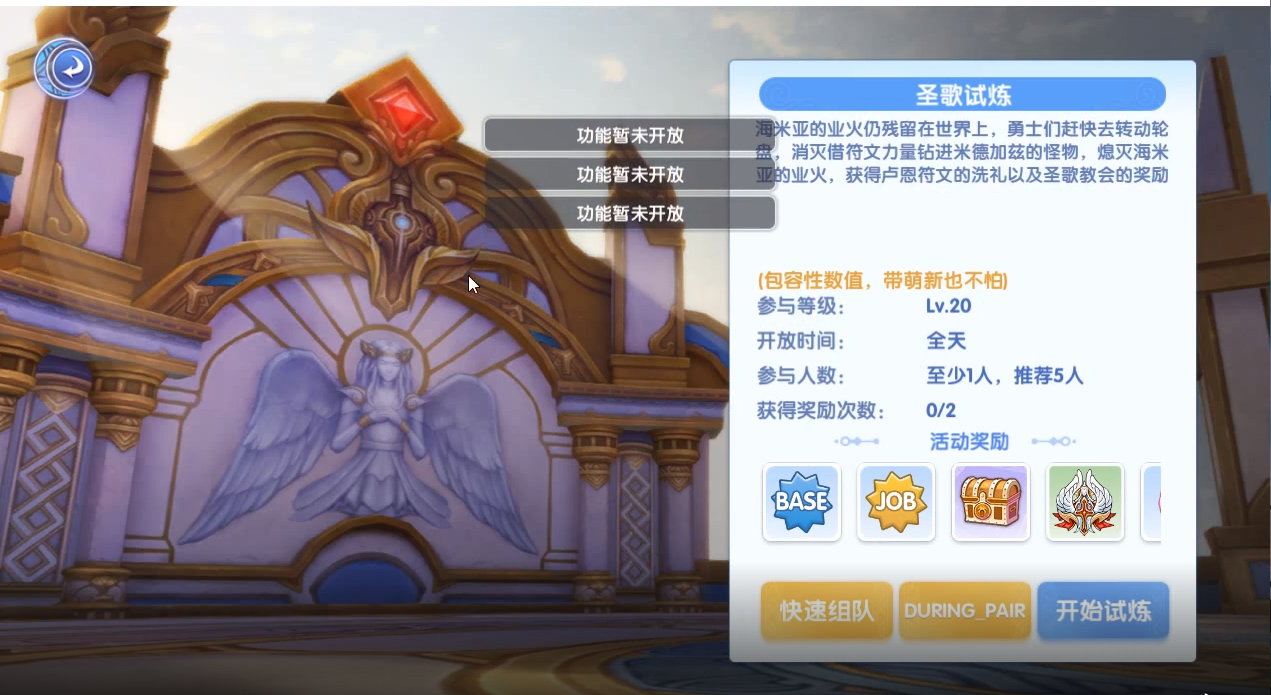 圣歌试炼
功能暂未开放
功能暂未开放
功能暂未开放
海米亚的业火仍残留在世界上，勇士们赶快去转动轮
盘，消灭借符文力量钻进米德加兹的怪物，熄灭海米
亚的业火，获得卢恩符文的洗礼以及圣歌教会的奖励
(包容性数值，带萌新也不怕)
参与等级： Lv.20
开放时间： 全天
参与人数： 至少1人，推荐5人
获得奖励次数： 0/2
活动奖励
BASE JOB
快速组队 DURING_PAIR 开始试炼